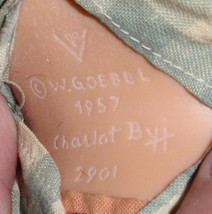 © W. GOEBEL
1957
Charlot Byj
2901